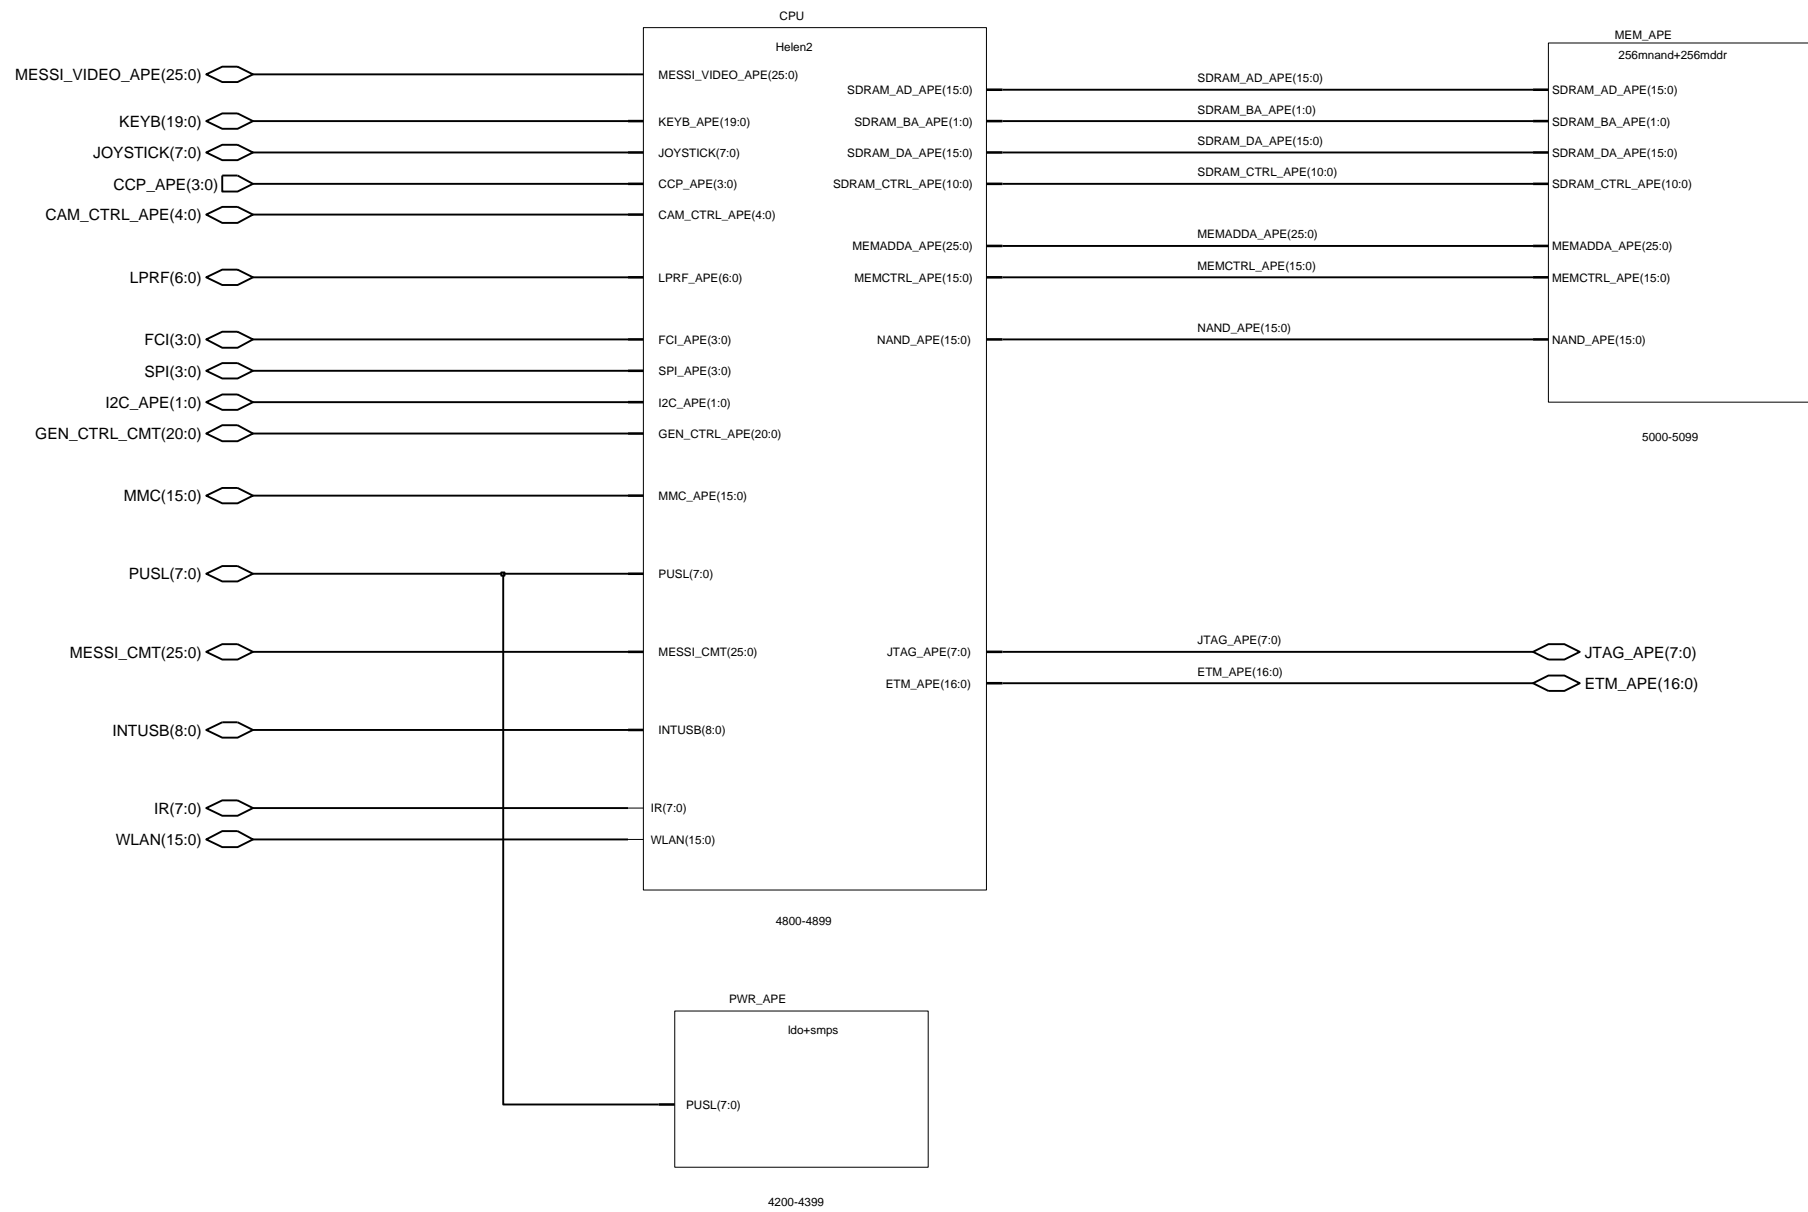 CPU
Helen2
MEM_APE
256mnand+256mddr
MESSI_VIDEO_APE(25:0) MESSI_VIDEO_APE(25:0)
SDRAM_AD_APE(15:0) SDRAM_AD_APE(15:0) SDRAM_AD_APE(15:0)
KEYB(19:0) KEYB_APE(19:0) SDRAM_BA_APE(1:0) SDRAM_BA_APE(1:0) SDRAM_BA_APE(1:0)
JOYSTICK(7:0) JOYSTICK(7:0) SDRAM_DA_APE(15:0) SDRAM_DA_APE(15:0) SDRAM_DA_APE(15:0)
CCP_APE(3:0) CCP_APE(3:0) SDRAM_CTRL_APE(10:0) SDRAM_CTRL_APE(10:0) SDRAM_CTRL_APE(10:0)
CAM_CTRL_APE(4:0) CAM_CTRL_APE(4:0)
MEMADDA_APE(25:0) MEMADDA_APE(25:0) MEMADDA_APE(25:0)
LPRF(6:0) LPRF_APE(6:0) MEMCTRL_APE(15:0) MEMCTRL_APE(15:0) MEMCTRL_APE(15:0)
FCI(3:0) FCI_APE(3:0) NAND_APE(15:0) NAND_APE(15:0) NAND_APE(15:0)
SPI(3:0) SPI_APE(3:0)
I2C_APE(1:0) I2C_APE(1:0)
GEN_CTRL_CMT(20:0) GEN_CTRL_APE(20:0)
5000-5099
MMC(15:0) MMC_APE(15:0)
PUSL(7:0) PUSL(7:0)
MESSI_CMT(25:0) MESSI_CMT(25:0) JTAG_APE(7:0) JTAG_APE(7:0) JTAG_APE(7:0)
ETM_APE(16:0) ETM_APE(16:0) ETM_APE(16:0)
INTUSB(8:0) INTUSB(8:0)
IR(7:0) IR(7:0)
WLAN(15:0) WLAN(15:0)
4800-4899
PWR_APE
ldo+smps
PUSL(7:0)
4200-4399